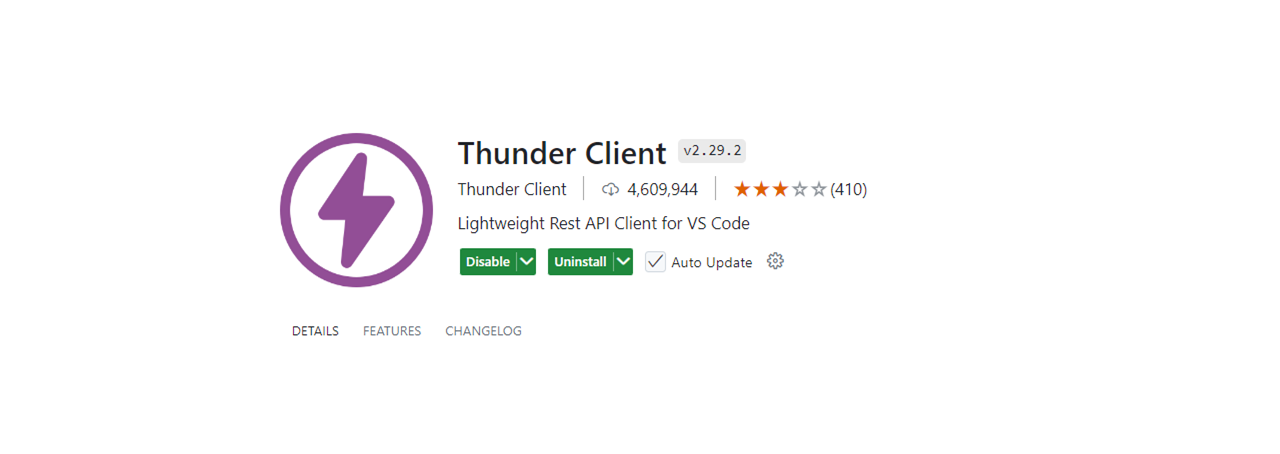 Thunder Client v2.29.2
Thunder Client 4,609,944 (410)
Lightweight Rest API Client for VS Code
Disable Uninstall Auto Update
DETAILS FEATURES CHANGELOG